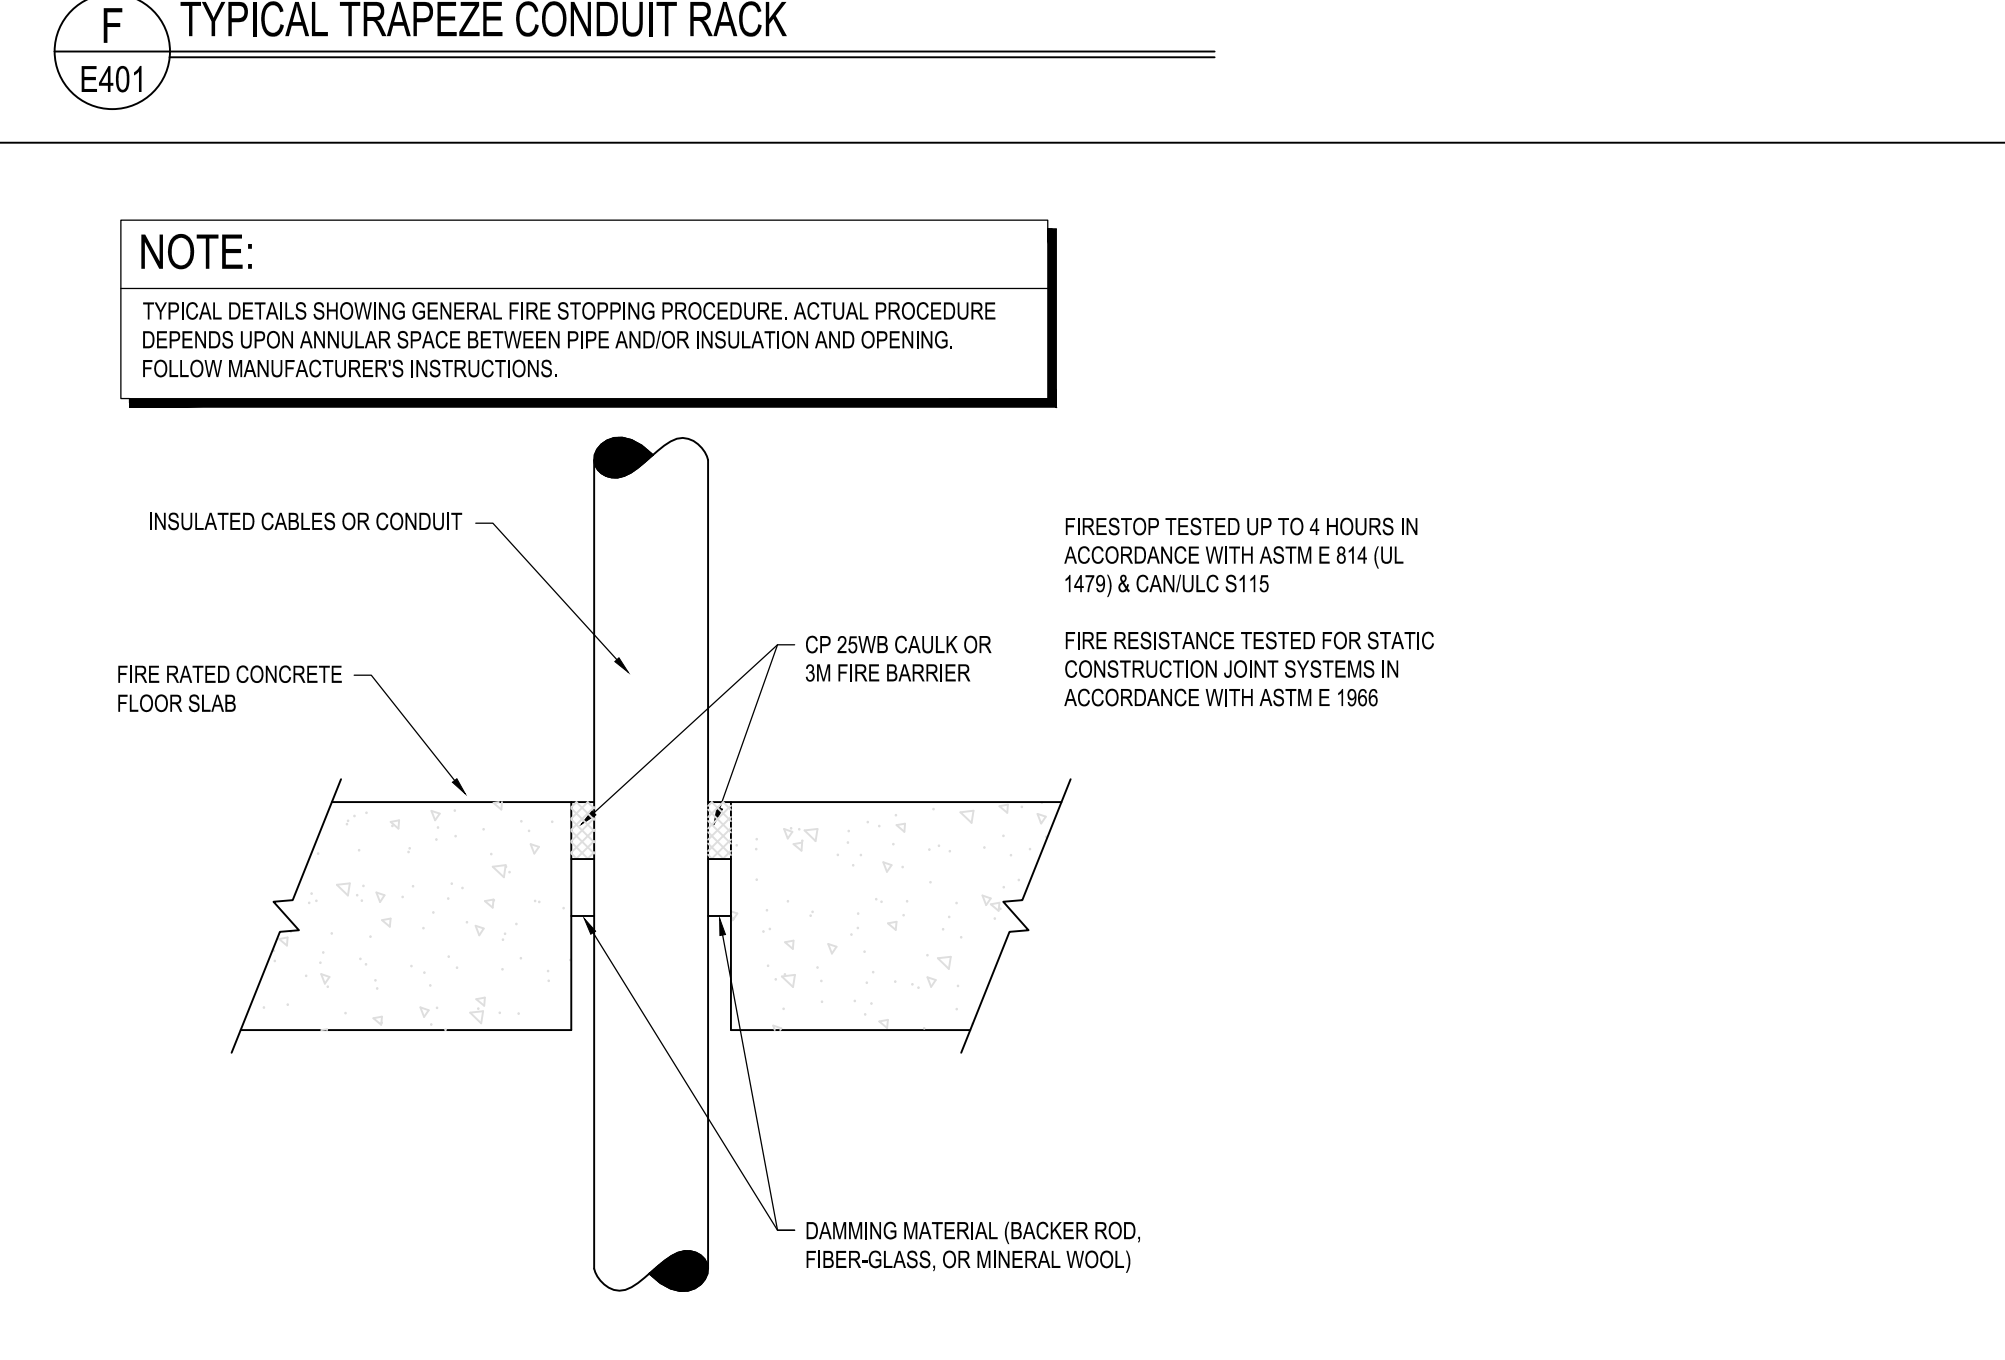 F
E401
TYPICAL TRAPEZE CONDUIT RACK
NOTE:
TYPICAL DETAILS SHOWING GENERAL FIRE STOPPING PROCEDURE. ACTUAL PROCEDURE
DEPENDS UPON ANNULAR SPACE BETWEEN PIPE AND/OR INSULATION AND OPENING.
FOLLOW MANUFACTURER'S INSTRUCTIONS.
INSULATED CABLES OR CONDUIT
FIRE RATED CONCRETE
FLOOR SLAB
CP 25WB CAULK OR
3M FIRE BARRIER
FIRESTOP TESTED UP TO 4 HOURS IN
ACCORDANCE WITH ASTM E 814 (UL
1479) & CAN/ULC S115
FIRE RESISTANCE TESTED FOR STATIC
CONSTRUCTION JOINT SYSTEMS IN
ACCORDANCE WITH ASTM E 1966
DAMMING MATERIAL (BACKER ROD,
FIBER-GLASS, OR MINERAL WOOL)